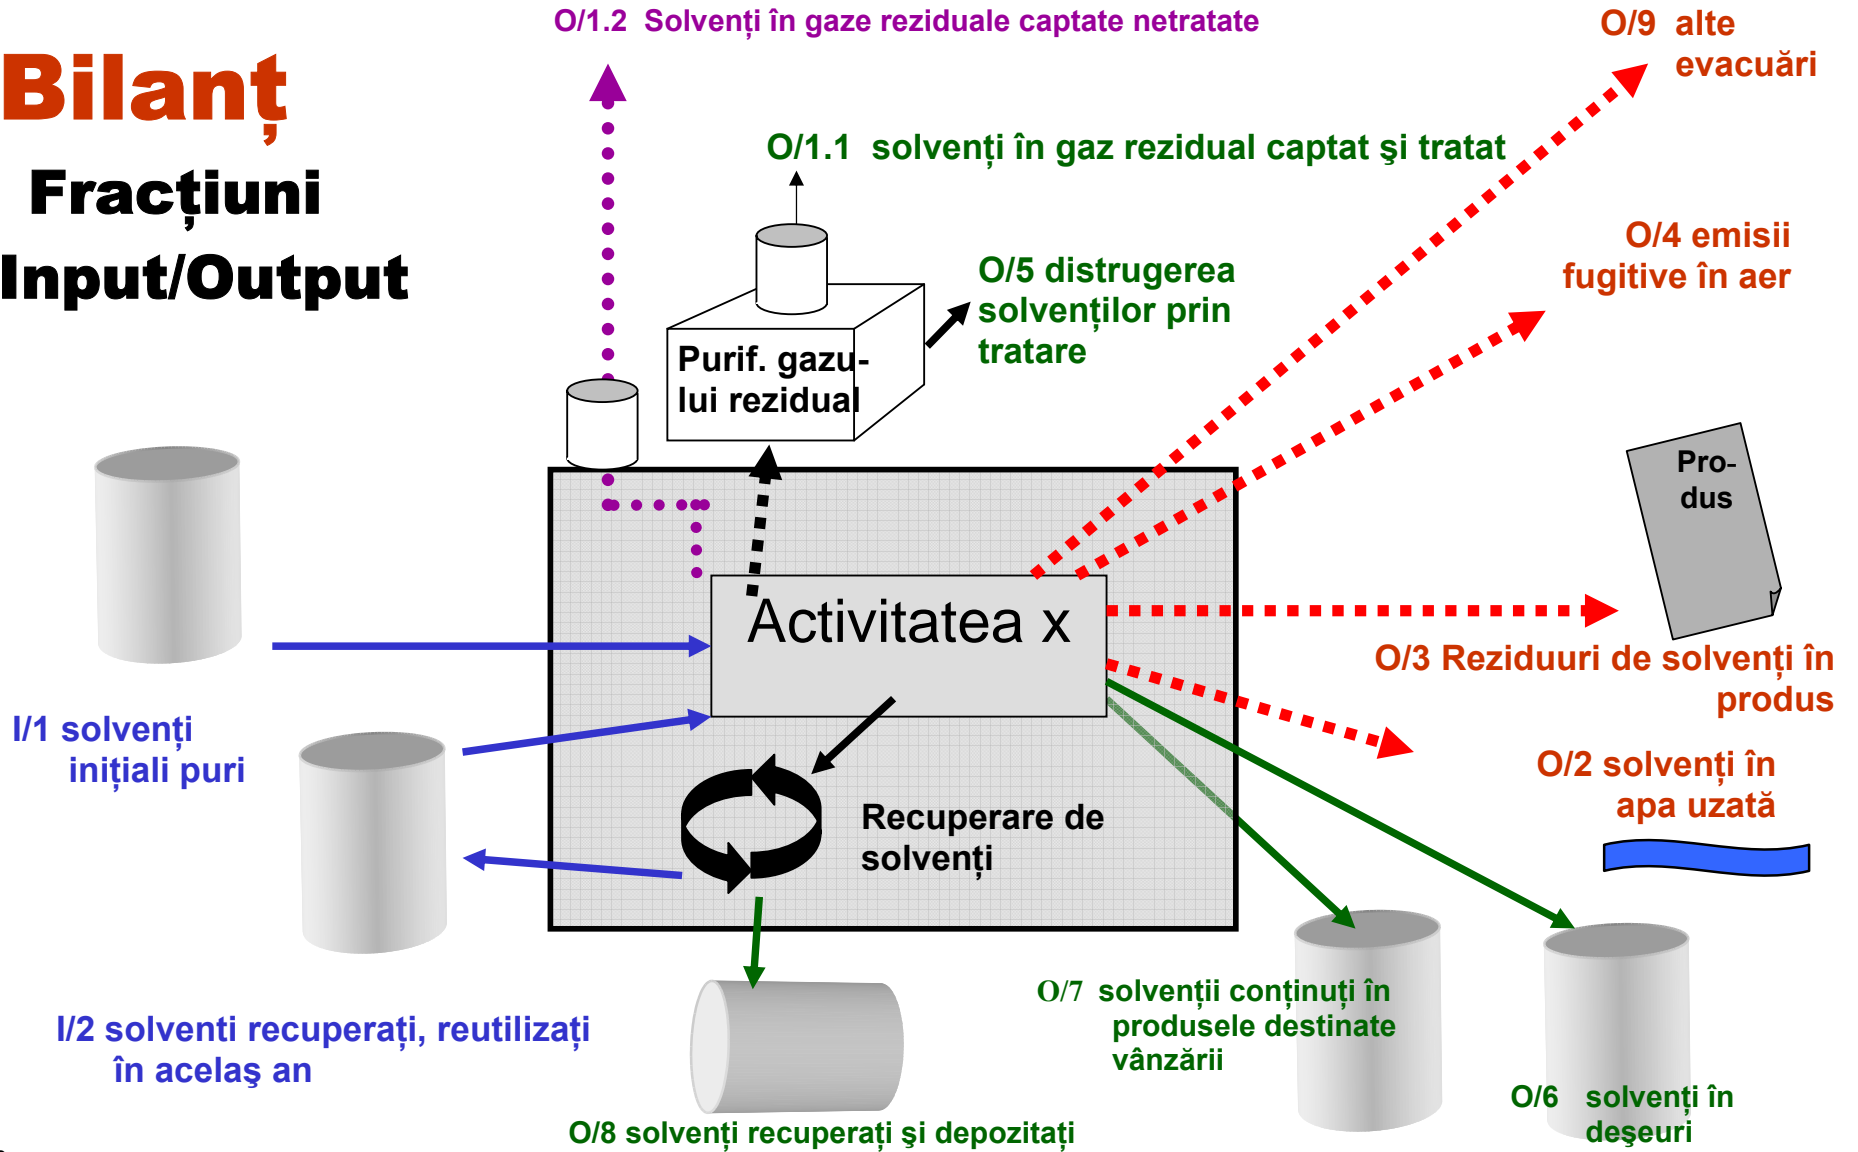 O/1.2 Solvenți în gaze reziduale captate netratate
O/9 alte
evacuări
Bilanț
Fracțiuni
Input/Output
O/1.1 solvenți în gaz rezidual captat şi tratat
O/4 emisii
fugitive în aer
O/5 distrugerea
solvenților prin
tratare
Purif. gazu-
lui rezidual
Pro-
dus
Activitatea x
O/3 Reziduuri de solvenți în
produs
I/1 solvenți
inițiali puri
O/2 solvenți în
apa uzată
Recuperare de
solvenți
I/2 solventi recuperați, reutilizați
în acelaş an
O/7 solvenții conținuți în
produsele destinate
vânzării
O/6 solvenți în
deşeuri
O/8 solvenți recuperați şi depozitați